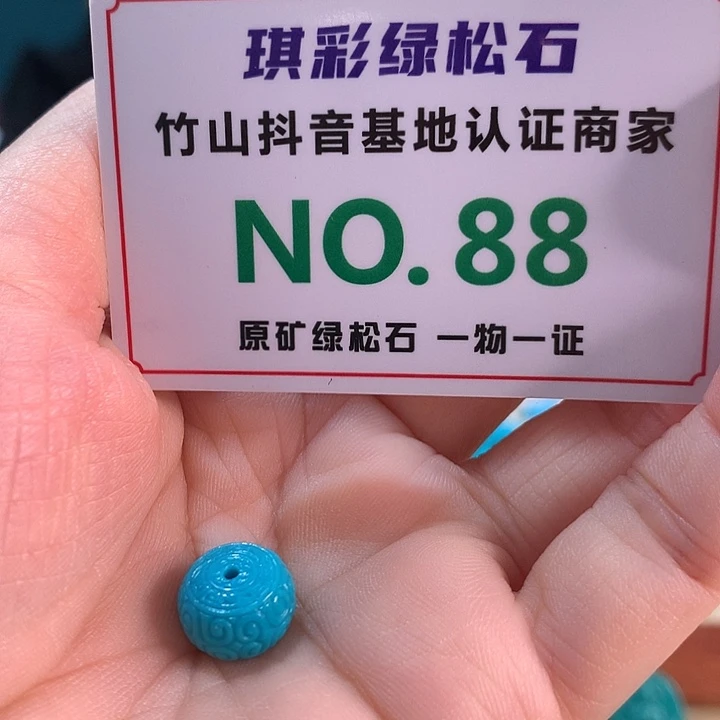 琪彩绿松石
竹山抖音基地认证商家
NO.88
原矿绿松石 一物一证